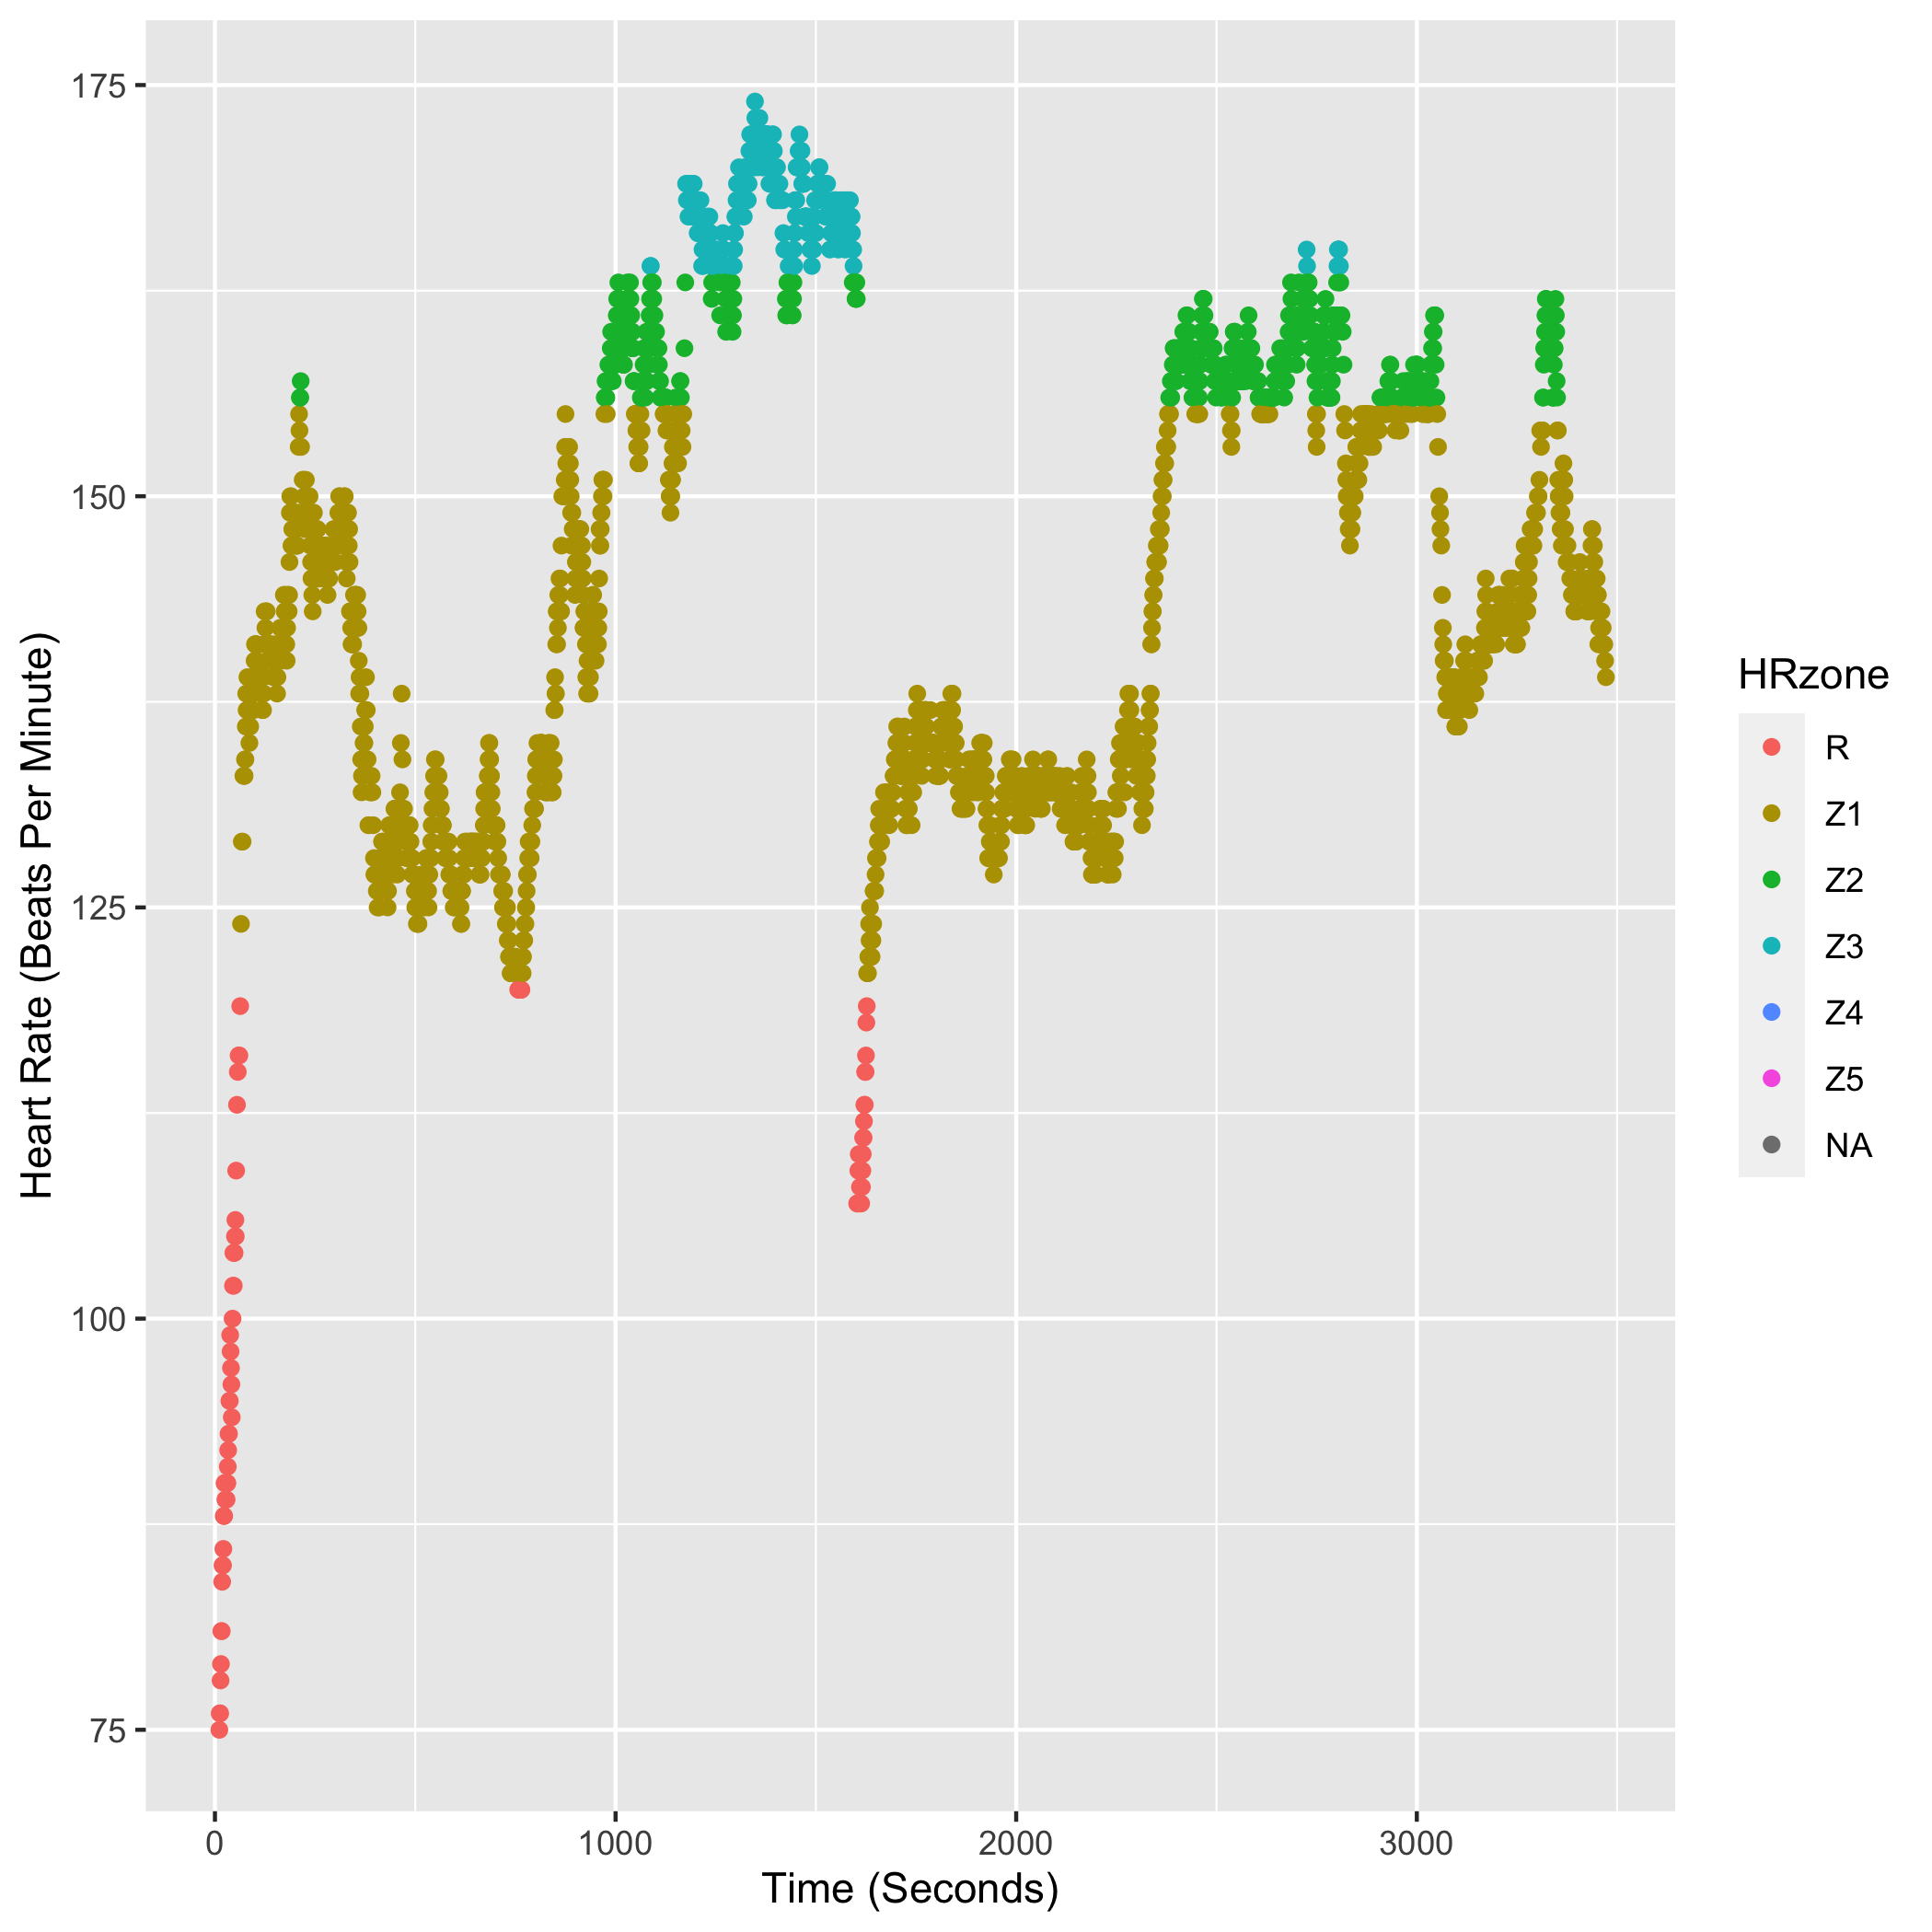 175
150
125
100
75
Heart Rate (Beats Per Minute)
0 1000 2000 3000
Time (Seconds)
HRzone
R
Z1
Z2
Z3
Z4
Z5
NA